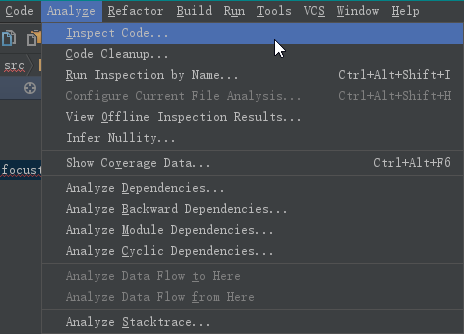 Code Analyze Refactor Build Run Tools VCS Window Help
Inspect Code...
src
Code Cleanup...
Run Inspection by Name... Ctrl+Alt+Shift+I
Configure Current File Analysis... Ctrl+Alt+Shift+H
View Offline Inspection Results...
Infer Nullity...
Show Coverage Data... Ctrl+Alt+F6
focust
Analyze Dependencies...
Analyze Backward Dependencies...
Analyze Module Dependencies...
Analyze Cyclic Dependencies...
Analyze Data Flow to Here
Analyze Data Flow from Here
Analyze Stacktrace...